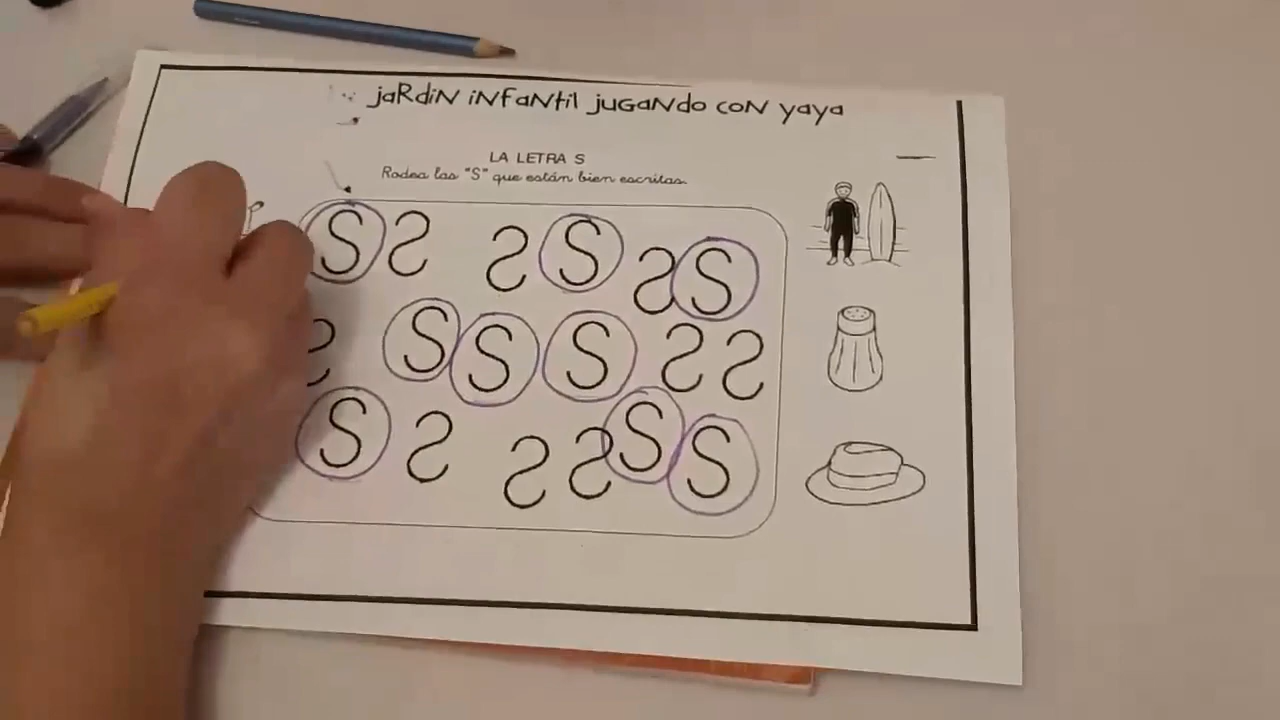 jaRdiN iNfaNtil jugaNdo coN yaya
LA LETRA S
Rodea las "S" que están bien escritas.
S Ƨ Ƨ S Ƨ S
Ƨ S S S Ƨ Ƨ
S Ƨ Ƨ Ƨ S S